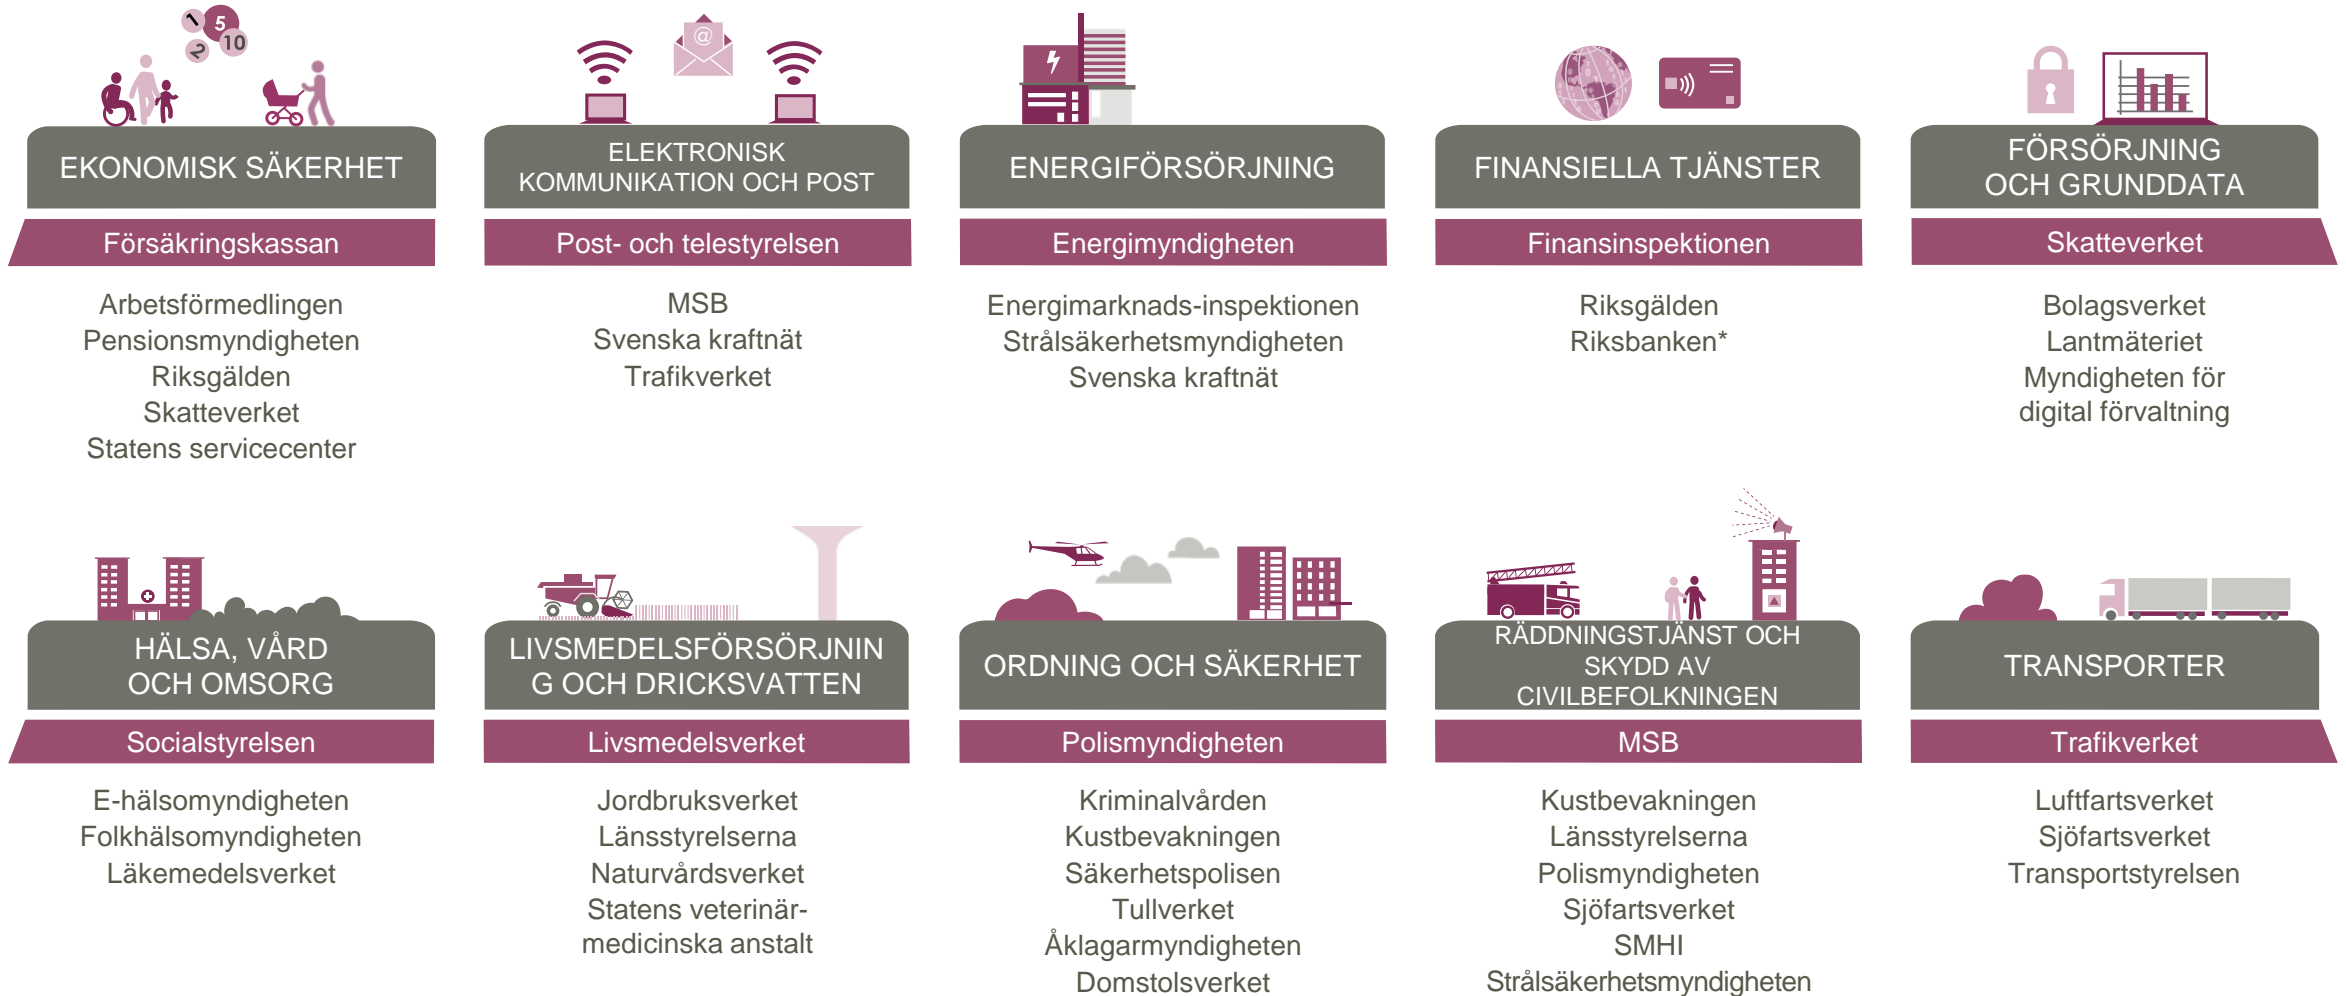 1
5
2
10
@
EKONOMISK SÄKERHET
Försäkringskassan
Arbetsförmedlingen
Pensionsmyndigheten
Riksgälden
Skatteverket
Statens servicecenter
ELEKTRONISK
KOMMUNIKATION OCH POST
Post- och telestyrelsen
MSB
Svenska kraftnät
Trafikverket
ENERGIFÖRSÖRJNING
Energimyndigheten
Energimarknads-inspektionen
Strålsäkerhetsmyndigheten
Svenska kraftnät
FINANSIELLA TJÄNSTER
Finansinspektionen
Riksgälden
Riksbanken*
FÖRSÖRJNING
OCH GRUNDDATA
Skatteverket
Bolagsverket
Lantmäteriet
Myndigheten för
digital förvaltning
HÄLSA, VÅRD
OCH OMSORG
Socialstyrelsen
E-hälsomyndigheten
Folkhälsomyndigheten
Läkemedelsverket
LIVSMEDELSFÖRSÖRJNIN
G OCH DRICKSVATTEN
Livsmedelsverket
Jordbruksverket
Länsstyrelserna
Naturvårdsverket
Statens veterinär-
medicinska anstalt
ORDNING OCH SÄKERHET
Polismyndigheten
Kriminalvården
Kustbevakningen
Säkerhetspolisen
Tullverket
Åklagarmyndigheten
Domstolsverket
RÄDDNINGSTJÄNST OCH
SKYDD AV
CIVILBEFOLKNINGEN
MSB
Kustbevakningen
Länsstyrelserna
Polismyndigheten
Sjöfartsverket
SMHI
Strålsäkerhetsmyndigheten
TRANSPORTER
Trafikverket
Luftfartsverket
Sjöfartsverket
Transportstyrelsen